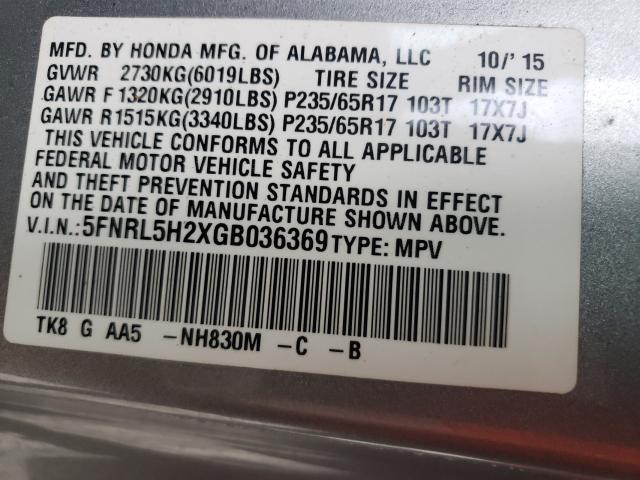 MFD. BY HONDA MFG. OF ALABAMA, LLC 10/' 15
GVWR 2730KG(6019LBS) TIRE SIZE RIM SIZE
GAWR F 1320KG(2910LBS) P235/65R17 103T 17X7J
GAWR R1515KG(3340LBS) P235/65R17 103T 17X7J
THIS VEHICLE CONFORMS TO ALL APPLICABLE
FEDERAL MOTOR VEHICLE SAFETY
AND THEFT PREVENTION STANDARDS IN EFFECT
ON THE DATE OF MANUFACTURE SHOWN ABOVE.
V.I.N.:5FNRL5H2XGB036369 TYPE: MPV
TK8 G AA5 -NH830M -C -B